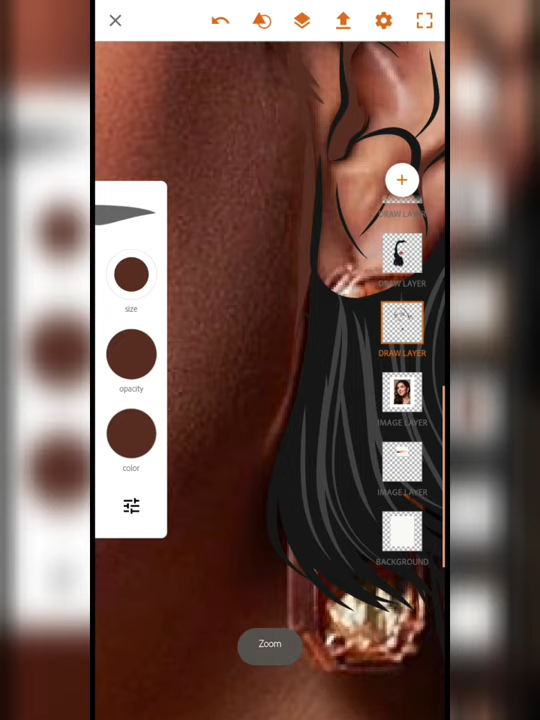 DRAW LAYER
DRAW LAYER
size
DRAW LAYER
opacity
IMAGE LAYER
color
IMAGE LAYER
BACKGROUND
Zoom